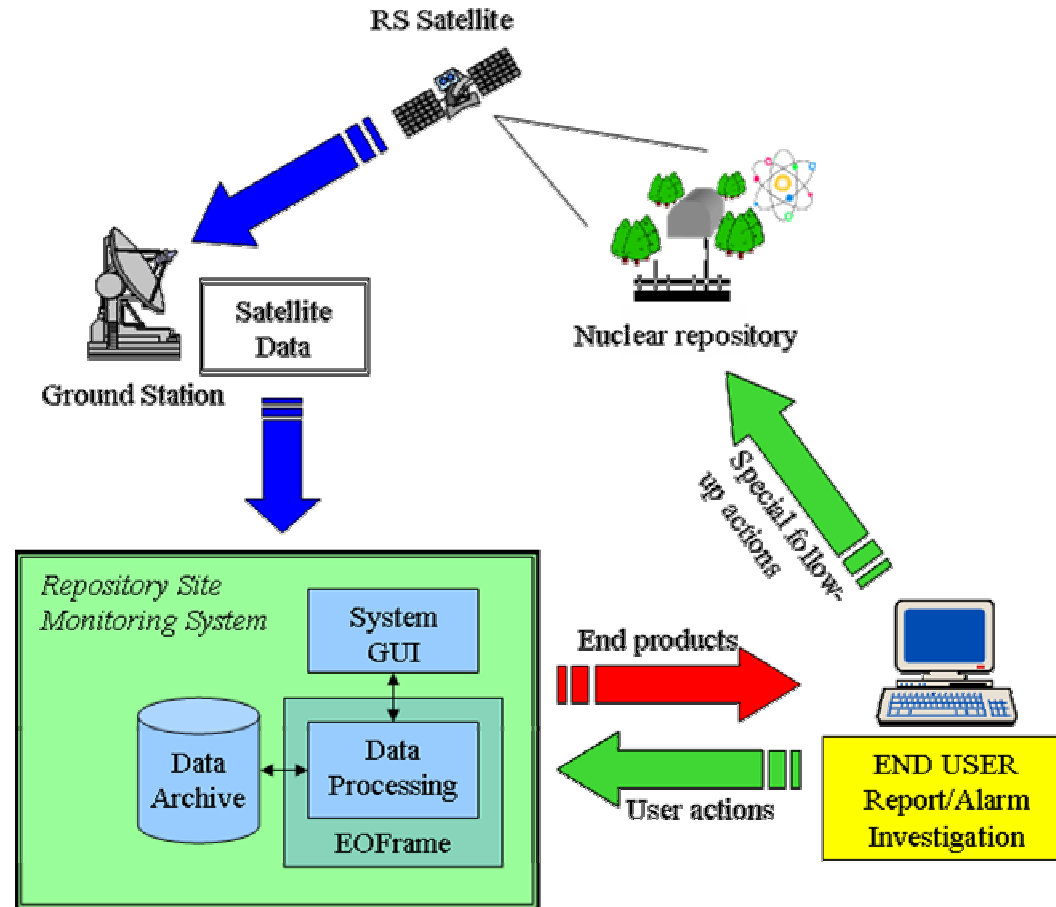 RS Satellite
Satellite
Data
Ground Station
Nuclear repository
Special follow-
up actions
Repository Site
Monitoring System
System
GUI
Data
Archive
Data
Processing
EOFrame
End products
User actions
END USER
Report/Alarm
Investigation